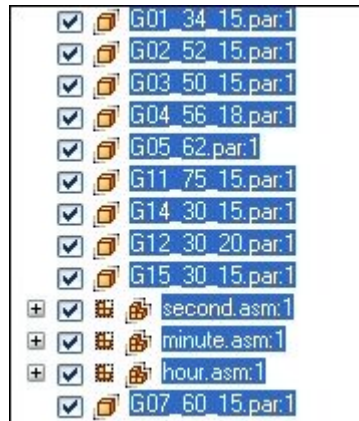 G01_34_15.par:1
G02_52_15.par:1
G03_50_15.par:1
G04_56_18.par:1
G05_62.par:1
G11_75_15.par:1
G14_30_15.par:1
G12_30_20.par:1
G15_30_15.par:1
second.asm:1
minute.asm:1
hour.asm:1
G07_60_15.par:1